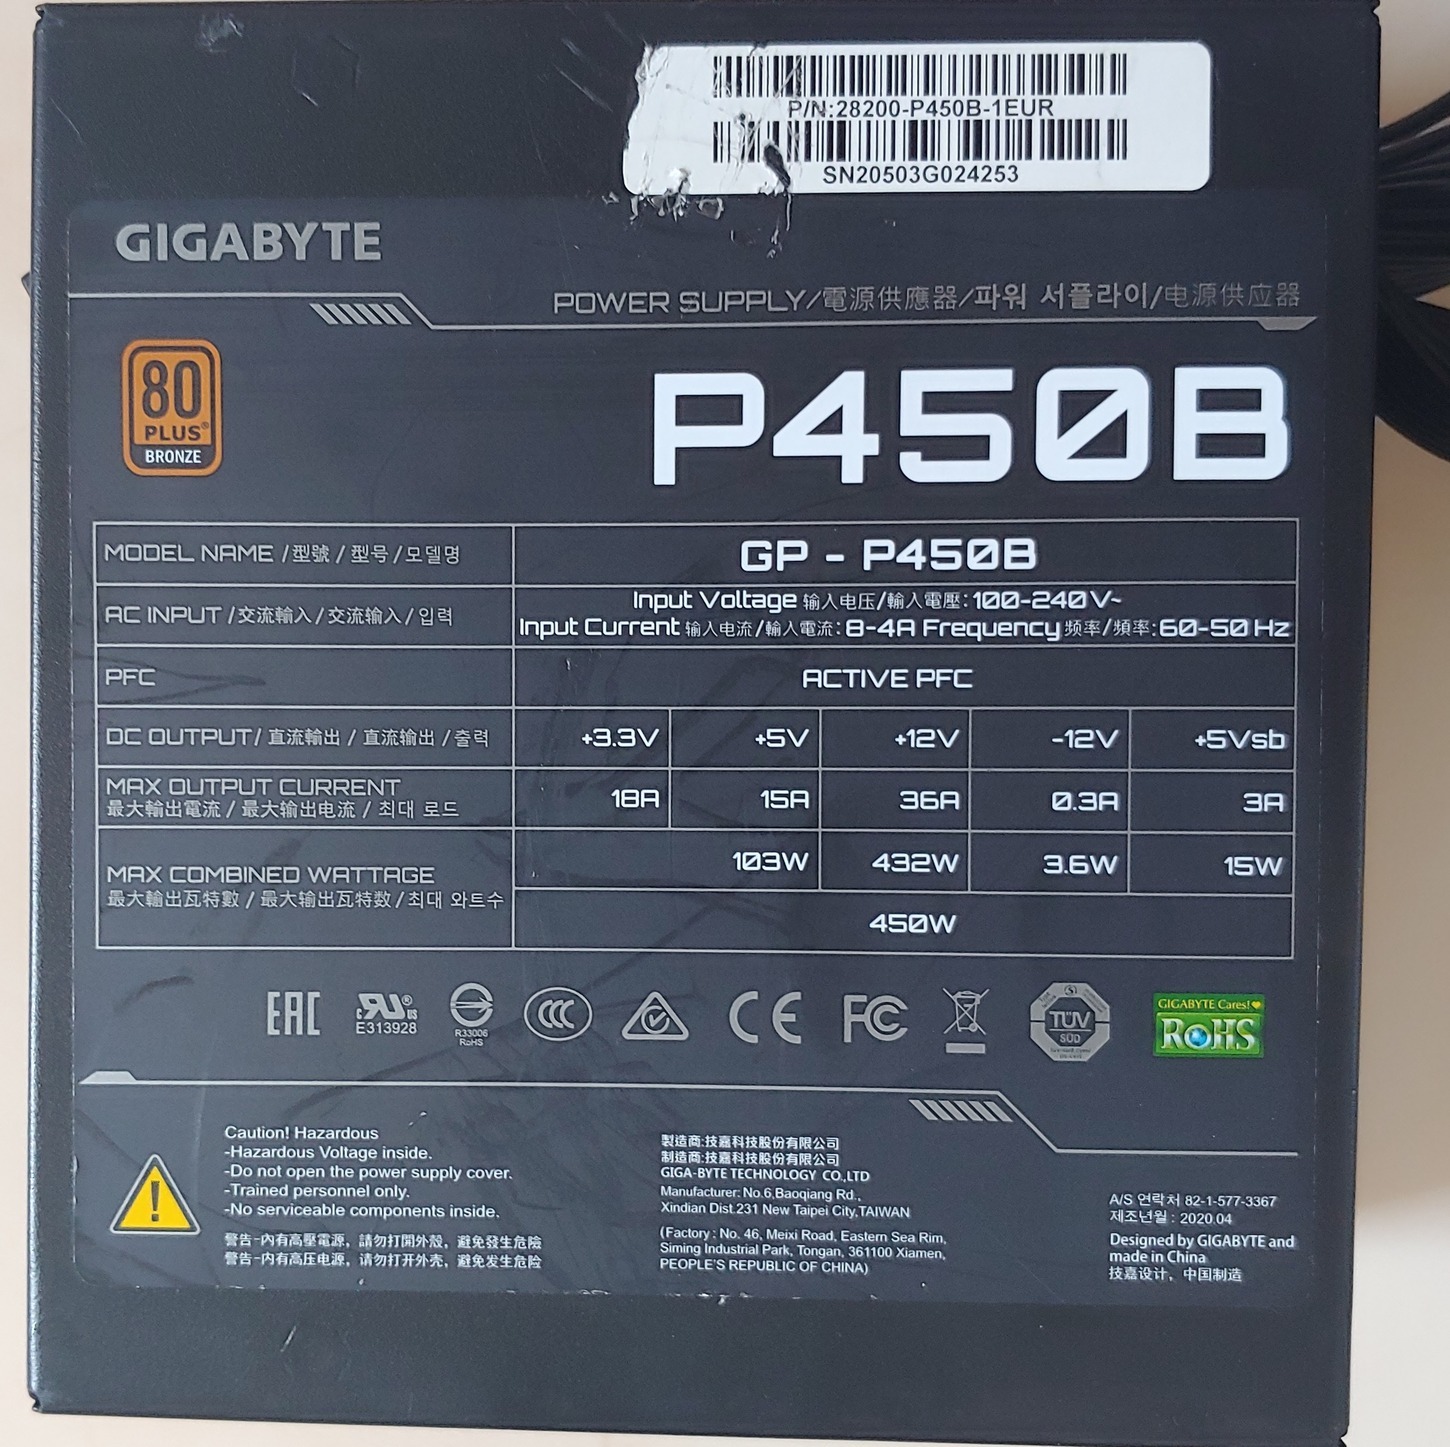 P/N:28200-P450B-1EUR
SN20503G024253
GIGABYTE
POWER SUPPLY/電源供應器/파워 서플라이/电源供应器
80
PLUS®
BRONZE
P450B
MODEL NAME /型號 / 型号 / 모델명
GP - P450B
AC INPUT /交流輸入 / 交流输入 / 입력
Input Voltage 输入电压/輸入電壓: 100-240V~
Input Current 输入电流/輸入電流: 8-4A Frequency 频率/頻率: 60-50 Hz
PFC
ACTIVE PFC
DC OUTPUT/ 直流輸出 / 直流输出 / 출력
+3.3V +5V +12V -12V +5Vsb
MAX OUTPUT CURRENT
最大輸出電流 / 最大输出电流 / 최대 로드
18A 15A 36A 0.3A 3A
MAX COMBINED WATTAGE
最大輸出瓦特數 / 最大输出瓦特数 / 최대 와트수
103W 432W 3.6W 15W
450W
EAC
c RU us ®
E313928
R33006
RoHS
CCC
CE
FC
TÜV
SÜD
GIGABYTE Cares!
RoHS
Caution! Hazardous
-Hazardous Voltage inside.
-Do not open the power supply cover.
-Trained personnel only.
-No serviceable components inside.
警告-內有高壓電源，請勿打開外殼，避免發生危險
警告-内有高压电源，请勿打开外壳，避免发生危险
製造商:技嘉科技股份有限公司
制造商:技嘉科技股份有限公司
GIGA-BYTE TECHNOLOGY CO.,LTD
Manufacturer: No.6,Baoqiang Rd.,
Xindian Dist.231 New Taipei City,TAIWAN
(Factory : No. 46, Meixi Road, Eastern Sea Rim,
Siming Industrial Park, Tongan, 361100 Xiamen,
PEOPLE'S REPUBLIC OF CHINA)
A/S 연락처 82-1-577-3367
제조년월 : 2020.04
Designed by GIGABYTE and
made in China
技嘉设计，中国制造